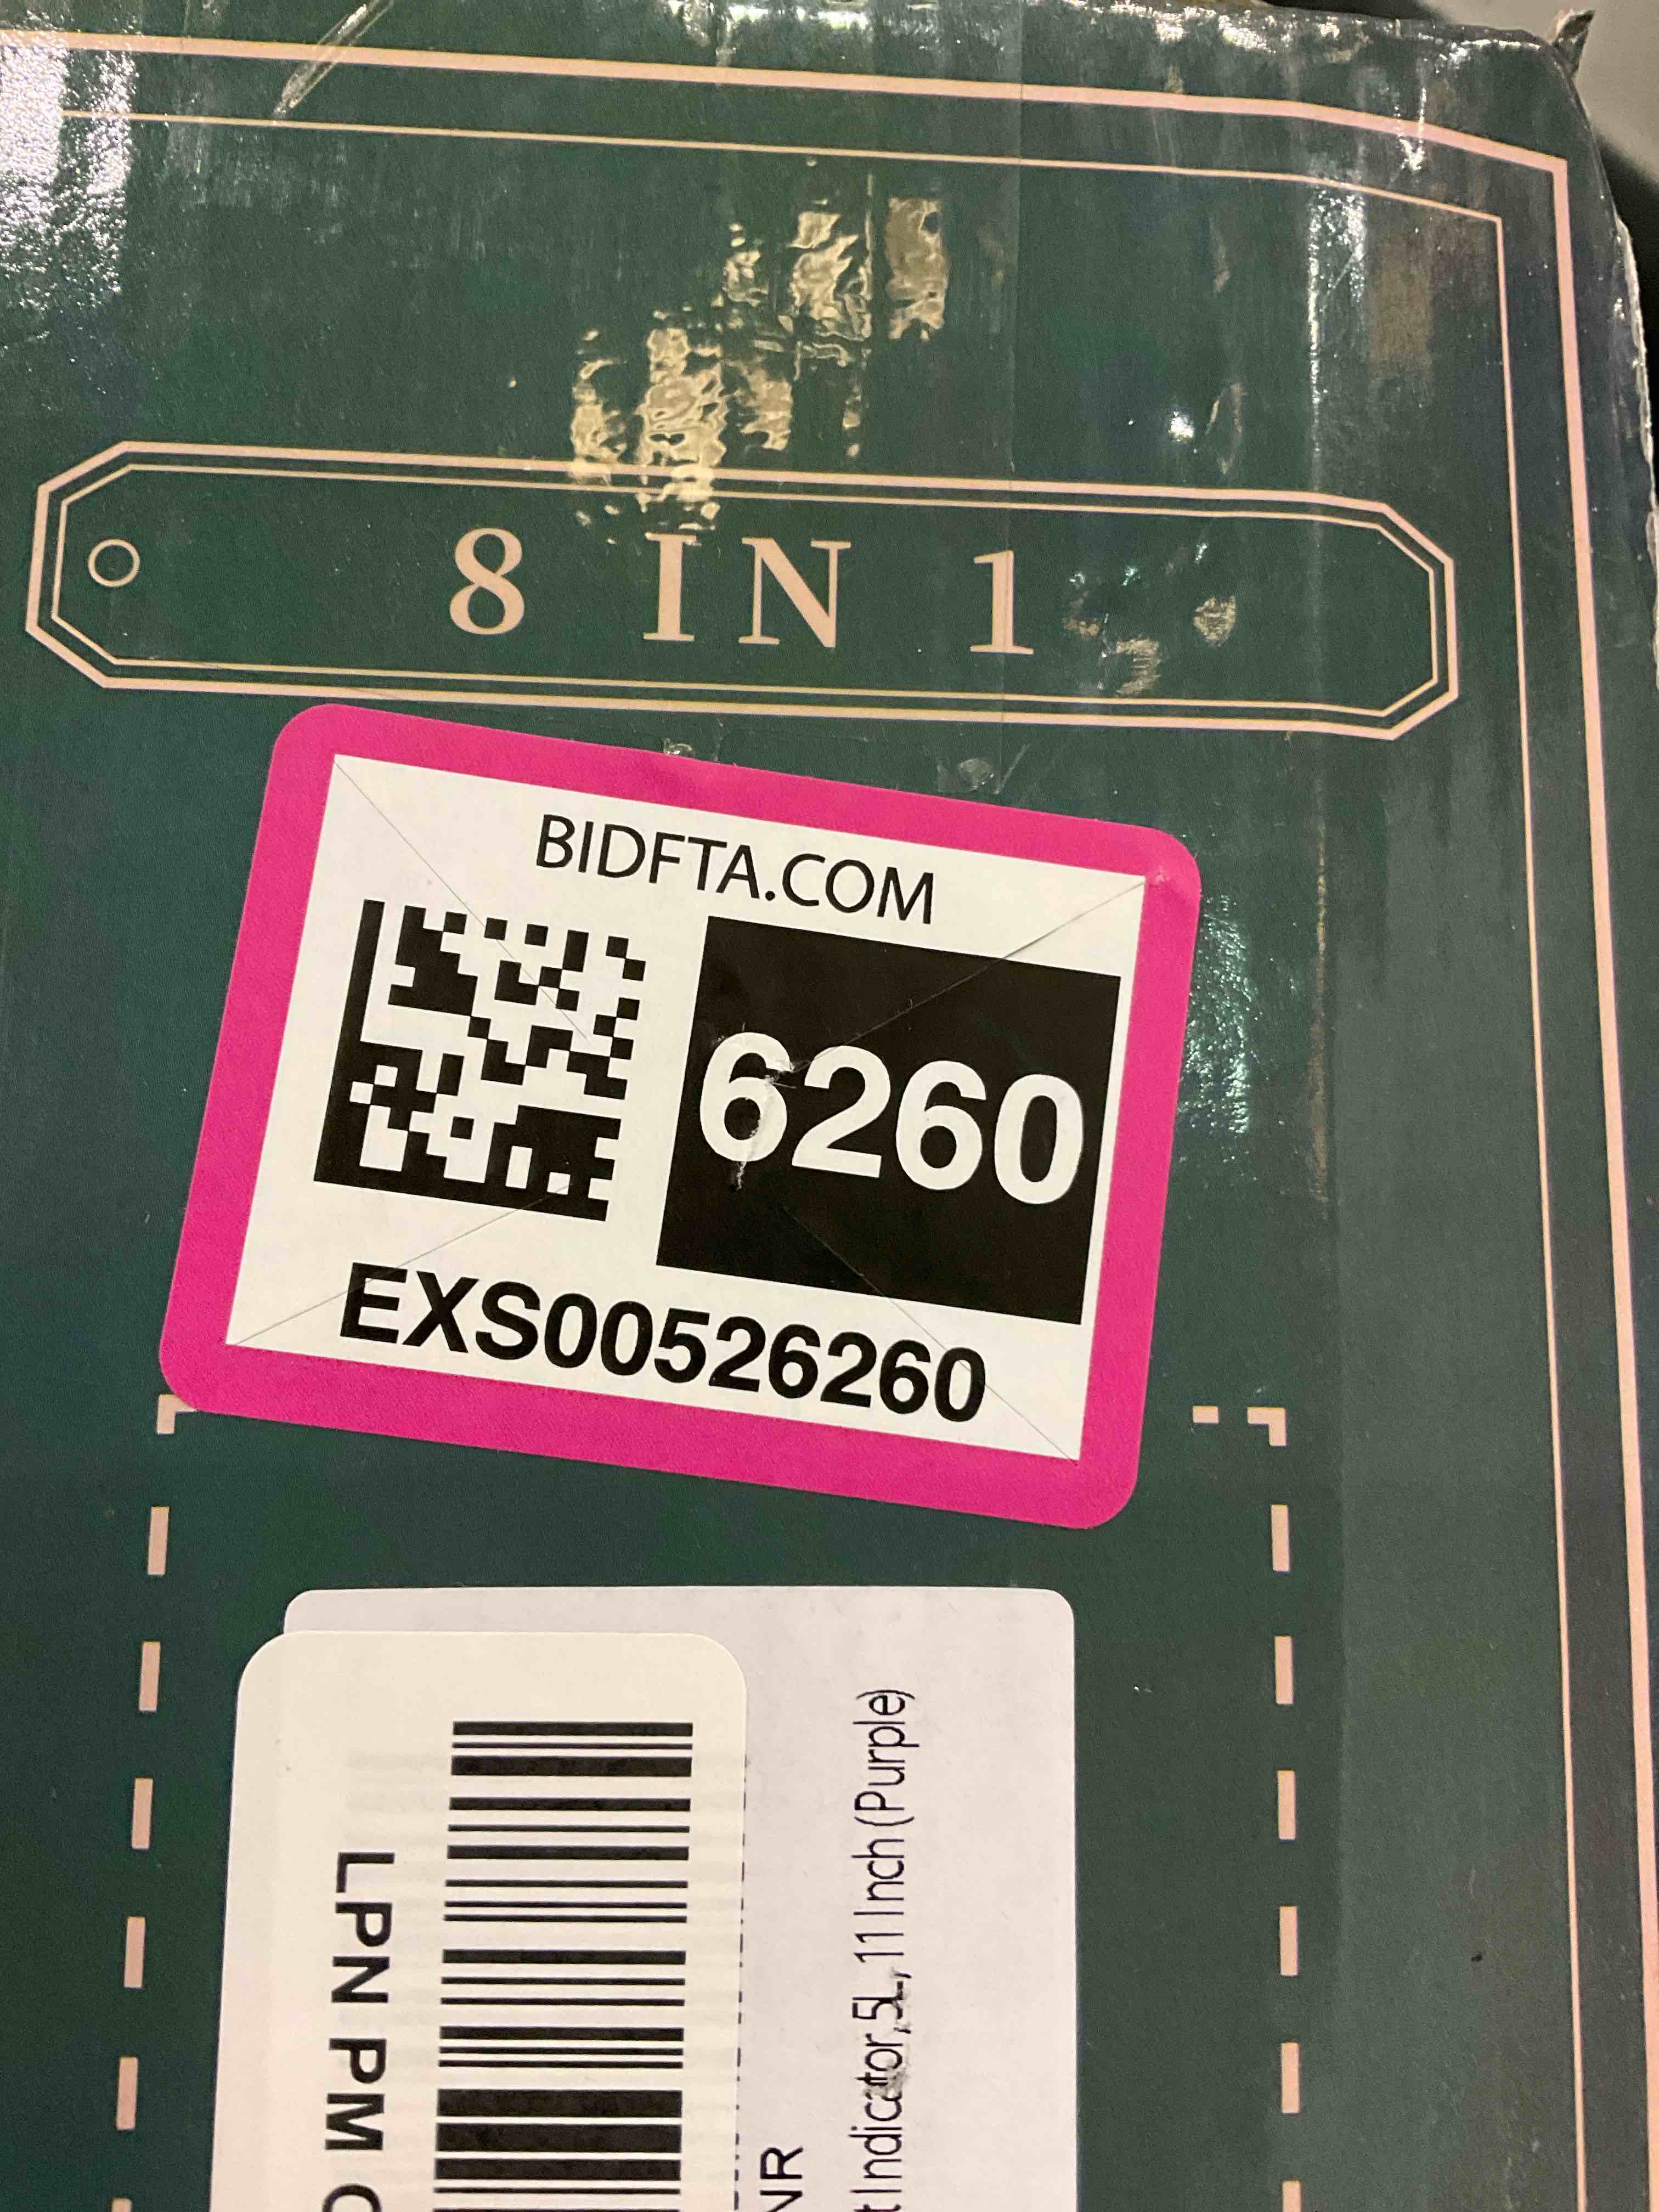 8 IN 1
BIDFTA.COM
6260
EXS00526260
LPN PM
Indicator,5L, 11 Inch (Purple)
NR